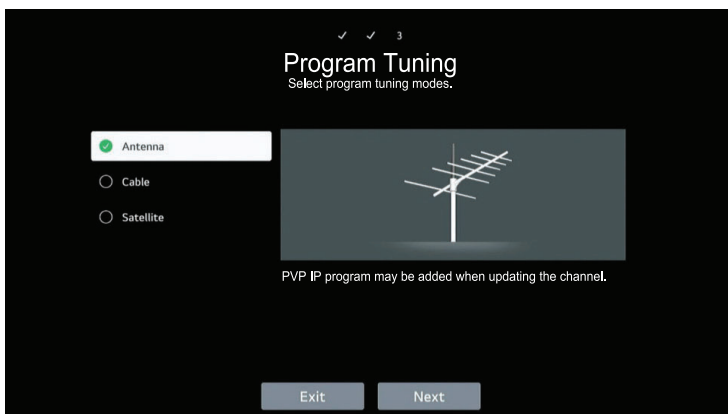 3
Program Tuning
Select program tuning modes.
Antenna
Cable
Satellite
PVP IP program may be added when updating the channel.
Exit
Next